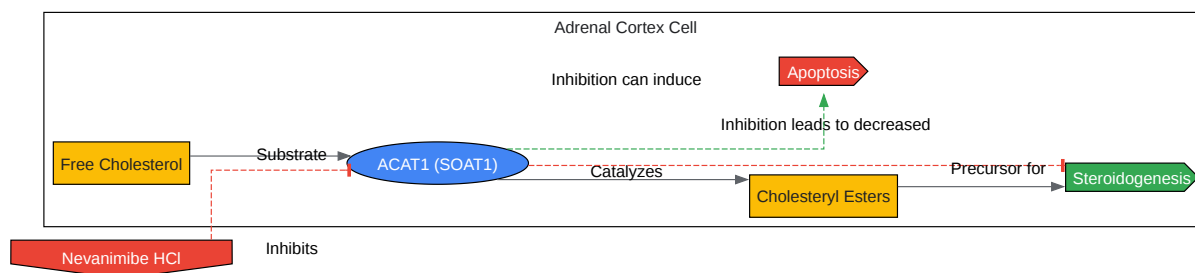 Adrenal Cortex Cell
Inhibition can induce
Apoptosis
Inhibition leads to decreased
Free Cholesterol
Substrate
ACAT1 (SOAT1)
Catalyzes
Cholesteryl Esters
Precursor for
Steroidogenesis
Nevanimibe HCl
Inhibits